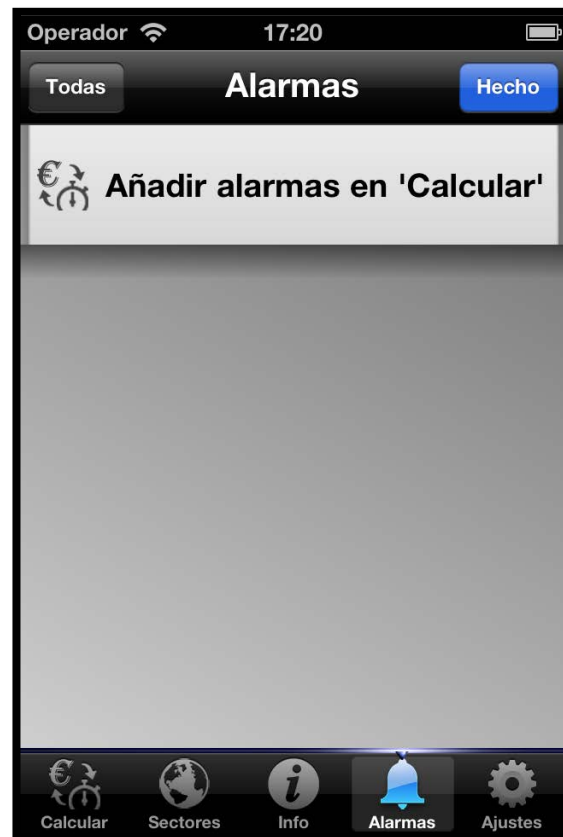 Operador 17:20
Todas Alarmas Hecho
Añadir alarmas en 'Calcular'
Calcular Sectores Info Alarmas Ajustes